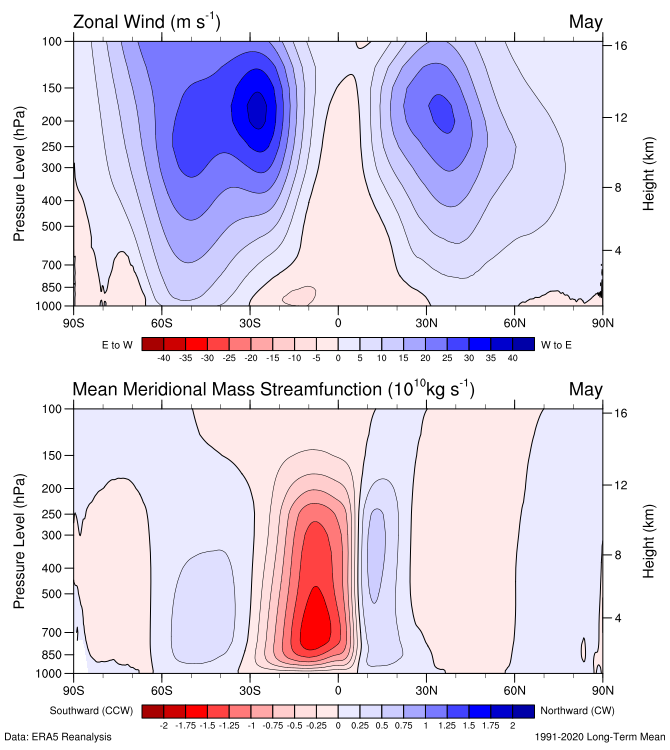 Zonal Wind (m s-1) May
100
150
200
250
300
400
500
700
850
1000
Pressure Level (hPa)
16
12
8
4
Height (km)
90S 60S 30S 0 30N 60N 90N
E to W W to E
-40 -35 -30 -25 -20 -15 -10 -5 0 5 10 15 20 25 30 35 40
Mean Meridional Mass Streamfunction (10^10kg s-1) May
100
150
200
250
300
400
500
700
850
1000
Pressure Level (hPa)
16
12
8
4
Height (km)
90S 60S 30S 0 30N 60N 90N
Southward (CCW) Northward (CW)
-2 -1.75 -1.5 -1.25 -1 -0.75 -0.5 -0.25 0 0.25 0.5 0.75 1 1.25 1.5 1.75 2
Data: ERA5 Reanalysis 1991-2020 Long-Term Mean